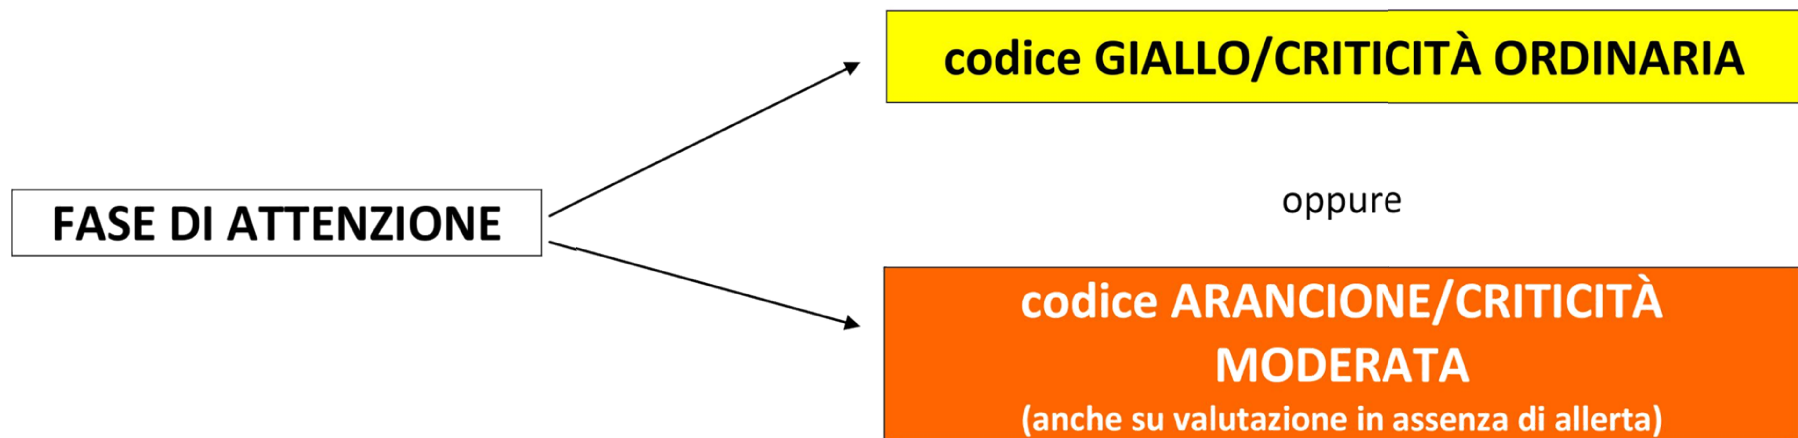 codice GIALLO/CRITICITÀ ORDINARIA
FASE DI ATTENZIONE
oppure
codice ARANCIONE/CRITICITÀ
MODERATA
(anche su valutazione in assenza di allerta)